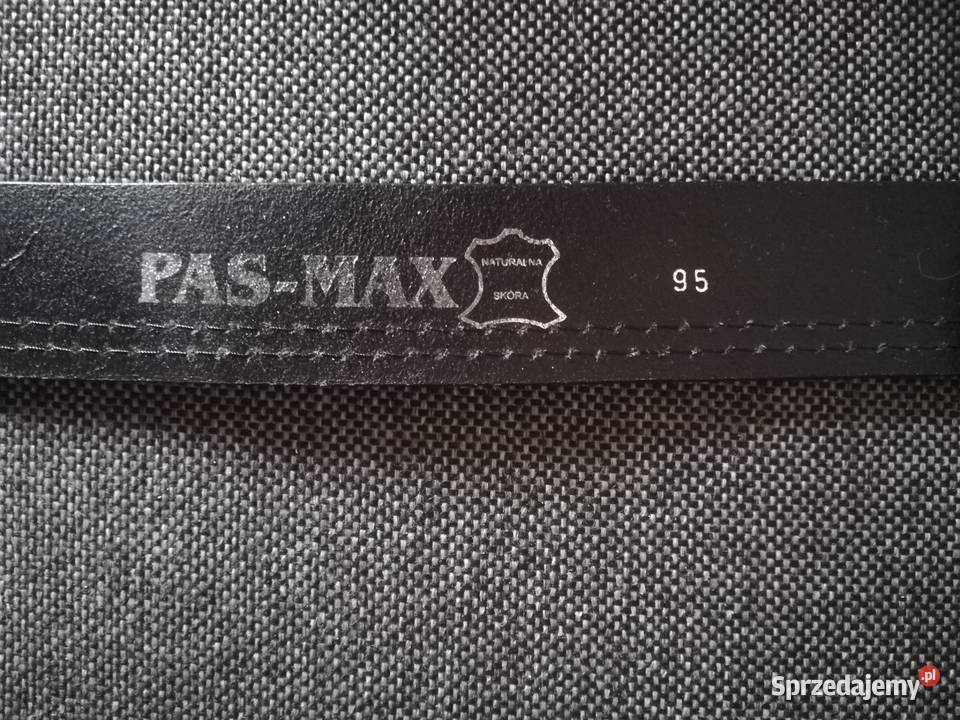 PAS-MAX
NATURALNA
SKÓRA
95
Sprzedajemy.pl